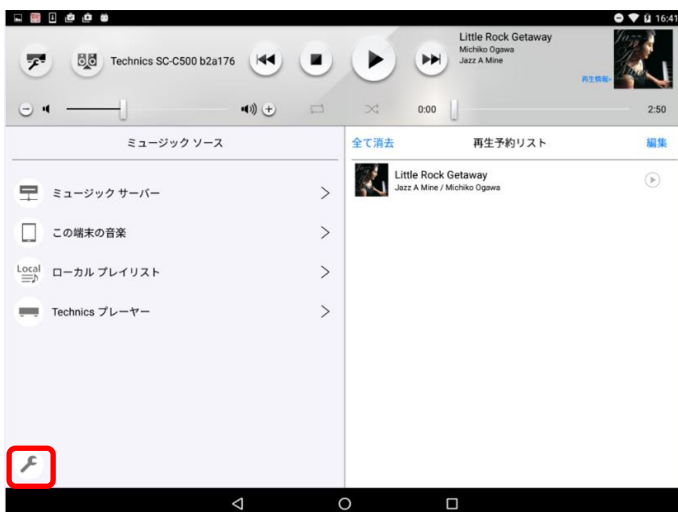 16:41
Technics SC-C500 b2a176
Little Rock Getaway
Michiko Ogawa
Jazz A Mine
再生情報
0:00
2:50
ミュージック ソース
ミュージック サーバー
この端末の音楽
Local
ローカル プレイリスト
Technics プレーヤー
全て消去
再生予約リスト
編集
Little Rock Getaway
Jazz A Mine / Michiko Ogawa